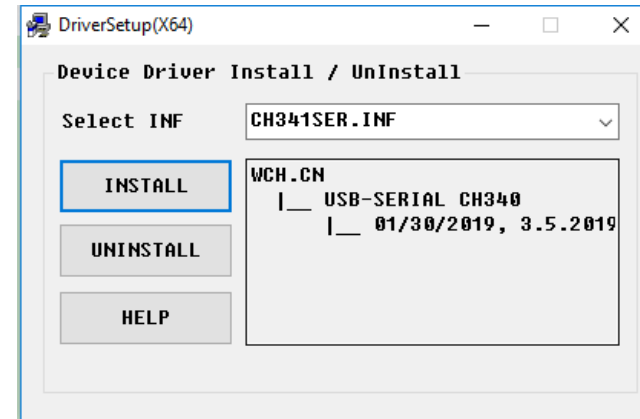 DriverSetup(X64)
Device Driver Install / UnInstall
Select INF
CH341SER.INF
INSTALL
UNINSTALL
HELP
WCH.CN
|__ USB-SERIAL CH340
|__ 01/30/2019, 3.5.2019